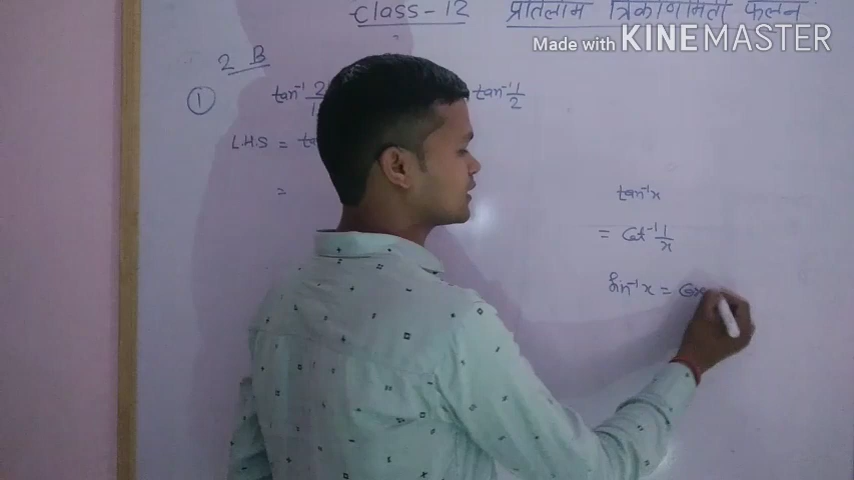 Class-12 प्रतिलोम त्रिकोणमिती फलन
Made with KINEMASTER
2 B
① tan⁻¹ 2/1 tan⁻¹ 1/2
L.H.S =
=
tan⁻¹x
= Cot⁻¹ 1/x
Sin⁻¹x =